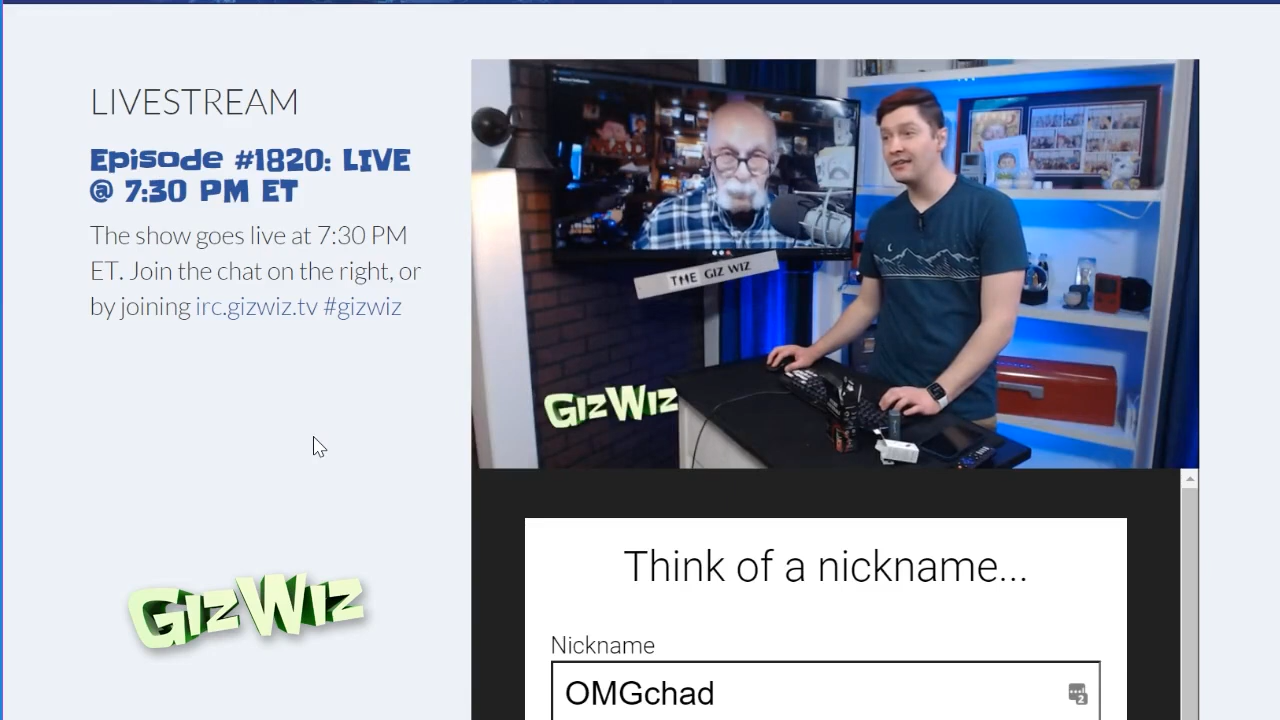 LIVESTREAM
Episode #1820: LIVE
@ 7:30 PM ET
The show goes live at 7:30 PM
ET. Join the chat on the right, or
by joining irc.gizwiz.tv #gizwiz
THE GIZ WIZ
GIZWIZ
GIZWIZ
Think of a nickname...
Nickname
OMGchad
2